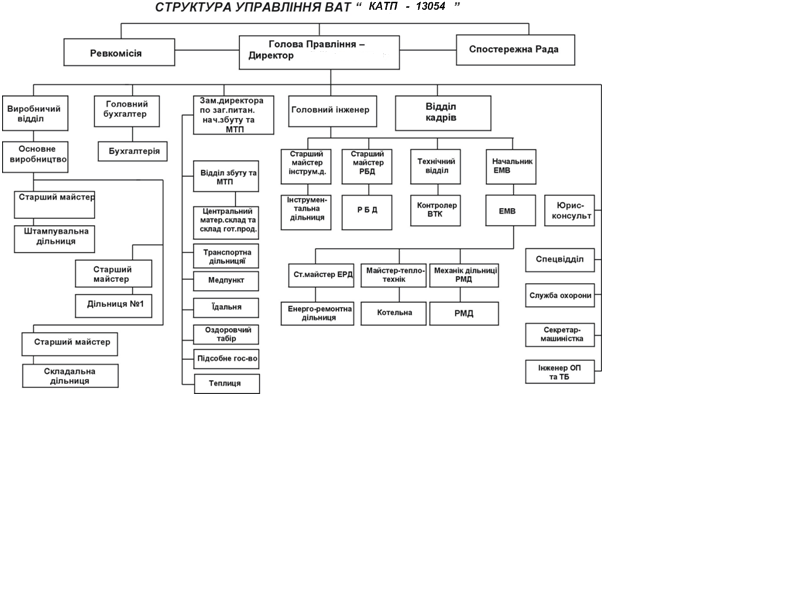 СТРУКТУРА УПРАВЛІННЯ ВАТ “ КАТП - 13054 ”
Ревкомісія
Голова Правління –
Директор
Спостережна Рада
Виробничий
відділ
Головний
бухгалтер
Зам.директора
по заг.питан.
нач.збуту та
МТП
Головний інженер
Відділ
кадрів
Основне
виробництво
Бухгалтерія
Відділ збуту та
МТП
Старший
майстер
інструм.д.
Старший
майстер
РБД
Технічний
відділ
Начальник
ЕМВ
Старший майстер
Центральний
матер.склад та
склад гот.прод.
Інструмен-
тальна
дільниця
Р Б Д
Контролер
ВТК
ЕМВ
Юрис-
консульт
Штампувальна
дільниця
Транспортна
дільницяї
Спецвідділ
Старший
майстер
Медпункт
Ст.майстер ЕРД
Майстер-тепло-
технік
Механік дільниці
РМД
Служба охорони
Дільниця №1
Їдальня
Енерго-ремонтна
дільниця
Котельна
РМД
Старший майстер
Оздоровчий
табір
Секретар-
машиністка
Складальна
дільниця
Підсобне гос-во
Інженер ОП
та ТБ
Теплиця